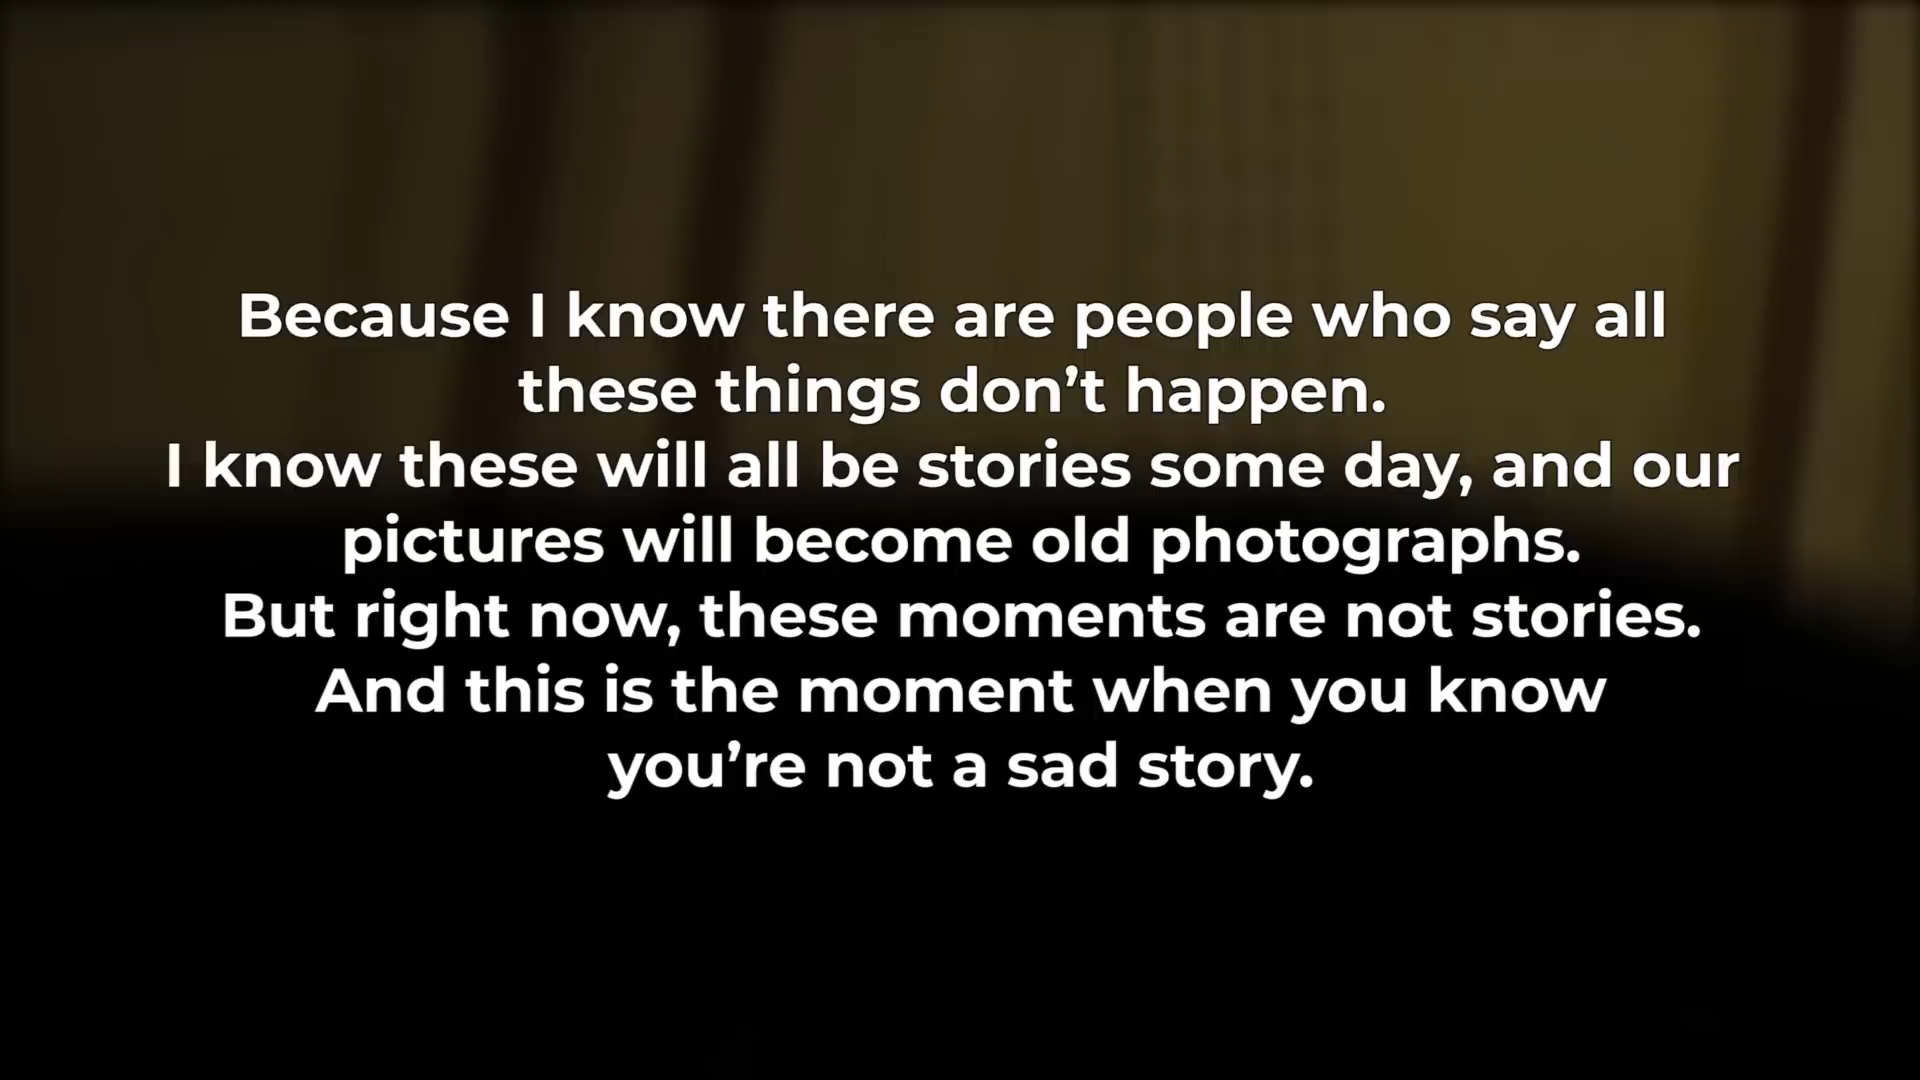 Because I know there are people who say all
these things don’t happen.
I know these will all be stories some day, and our
pictures will become old photographs.
But right now, these moments are not stories.
And this is the moment when you know
you’re not a sad story.